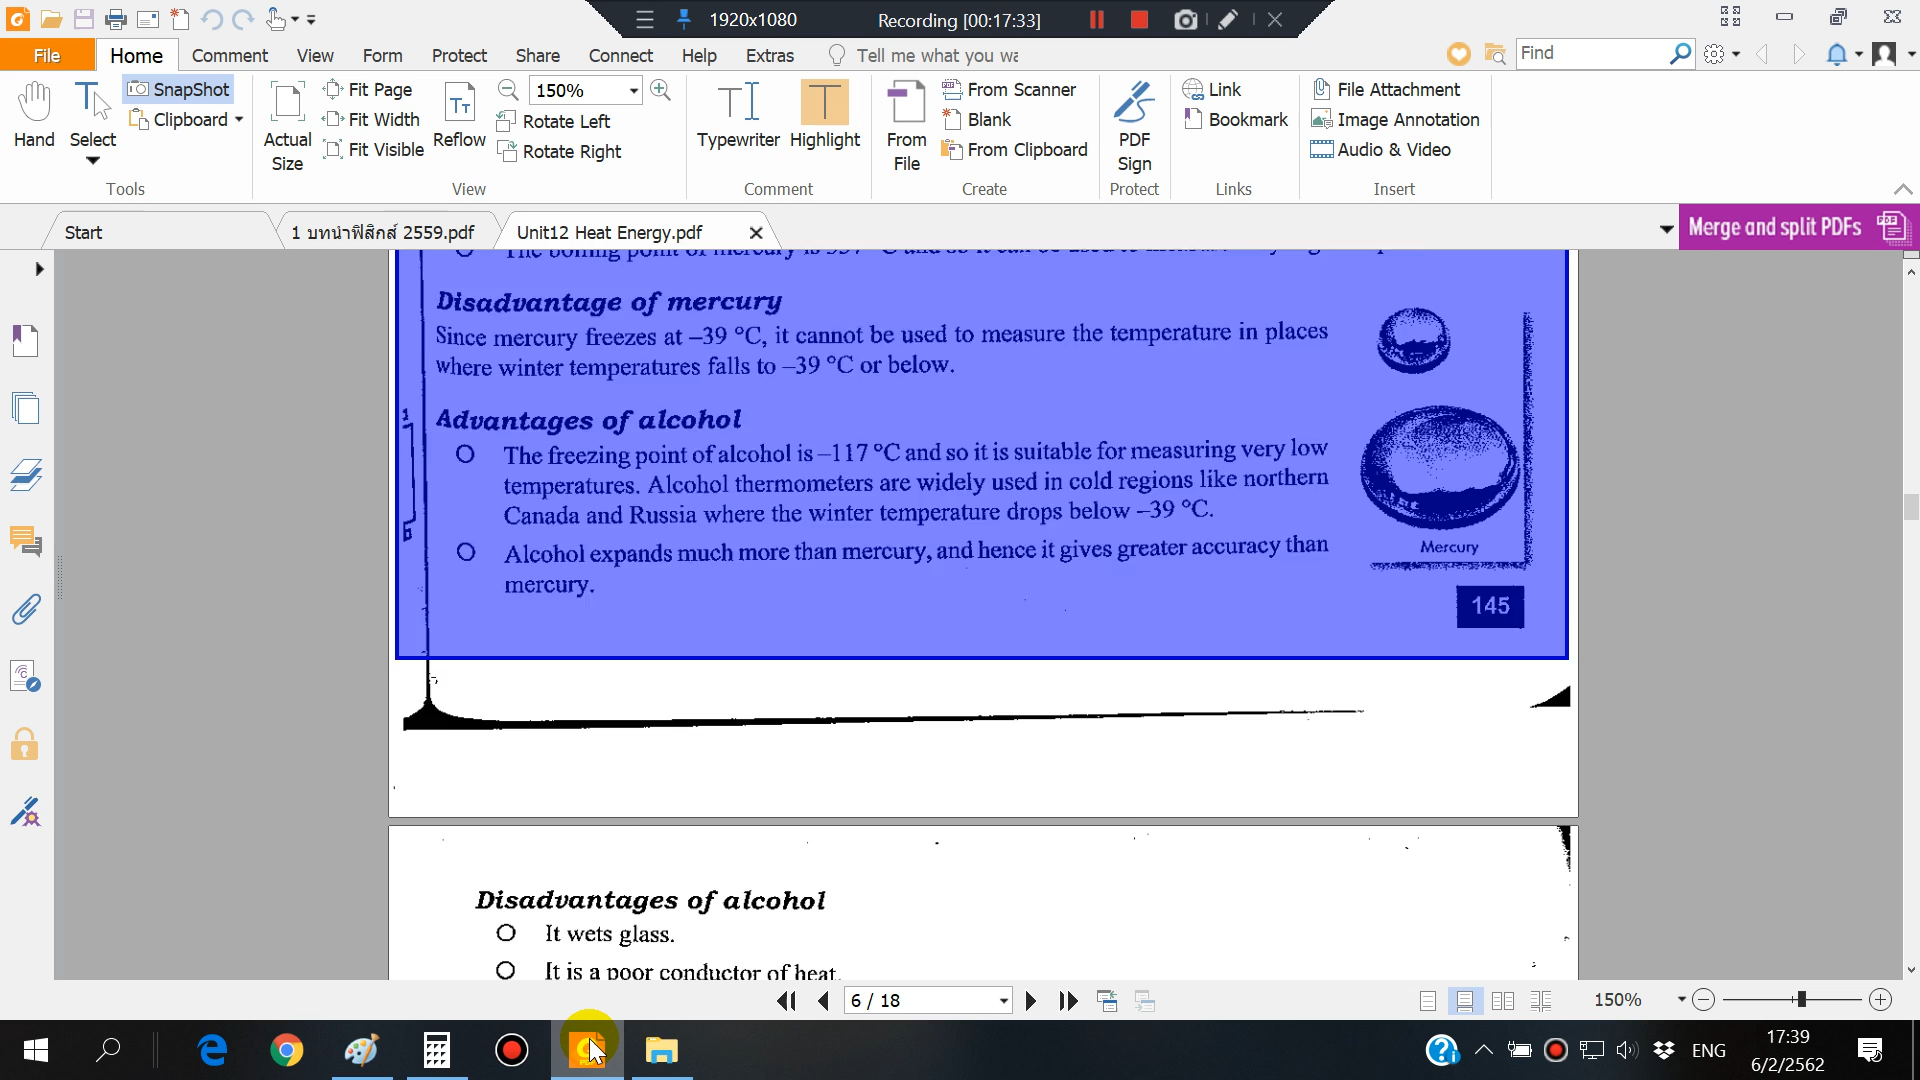 1920x1080
Recording [00:17:33]
File
Home
Comment
View
Form
Protect
Share
Connect
Help
Extras
Tell me what you wa
Find
Hand
Select
SnapShot
Clipboard
Tools
Actual
Size
Fit Page
Fit Width
Fit Visible
Reflow
150%
Rotate Left
Rotate Right
View
Typewriter
Highlight
Comment
From
File
From Scanner
Blank
From Clipboard
Create
PDF
Sign
Protect
Link
Bookmark
Links
File Attachment
Image Annotation
Audio & Video
Insert
Start
1 บทนำฟิสิกส์ 2559.pdf
Unit12 Heat Energy.pdf
Merge and split PDFs
Disadvantage of mercury
Since mercury freezes at –39 °C, it cannot be used to measure the temperature in places
where winter temperatures falls to –39 °C or below.
Advantages of alcohol
The freezing point of alcohol is –117 °C and so it is suitable for measuring very low
temperatures. Alcohol thermometers are widely used in cold regions like northern
Canada and Russia where the winter temperature drops below –39 °C.
Alcohol expands much more than mercury, and hence it gives greater accuracy than
mercury.
Mercury
145
Disadvantages of alcohol
It wets glass.
It is a poor conductor of heat.
6 / 18
150%
ENG
17:39
6/2/2562